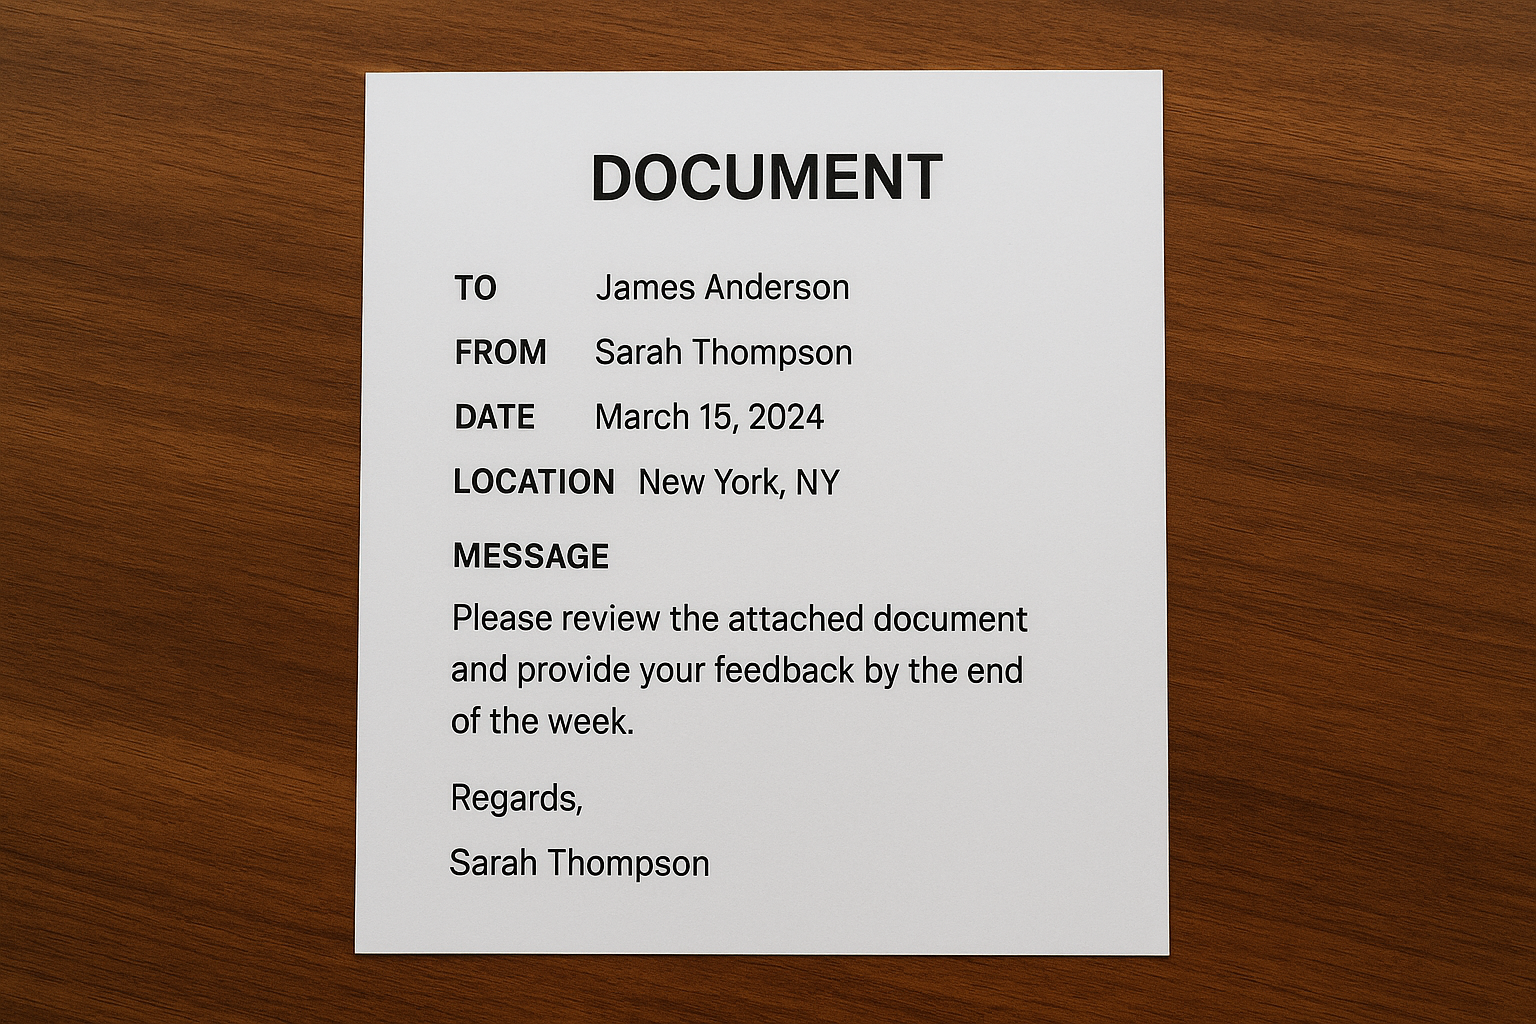 DOCUMENT
TO James Anderson
FROM Sarah Thompson
DATE March 15, 2024
LOCATION New York, NY
MESSAGE
Please review the attached document
and provide your feedback by the end
of the week.
Regards,
Sarah Thompson